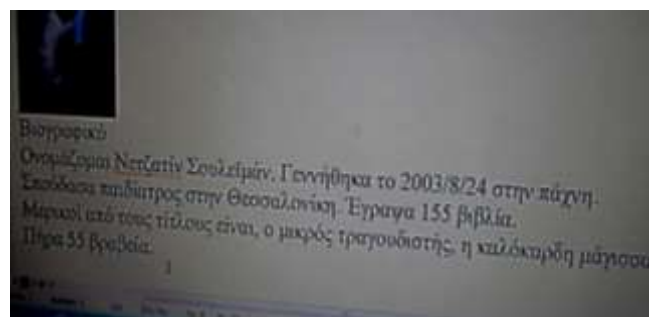 Βιογραφικό
Ονομάζομαι Νετζατίν Σουλεϊμάν. Γεννήθηκα το 2003/8/24 στην πάχνη.
Σπούδασα παιδίατρος στην Θεσσαλονίκη. Έγραψα 155 βιβλία.
Μερικοί από τους τίτλους είναι, ο μικρός τραγουδιστής, η καλόκαρδη μάγισσα
Πήρα 55 βραβεία.